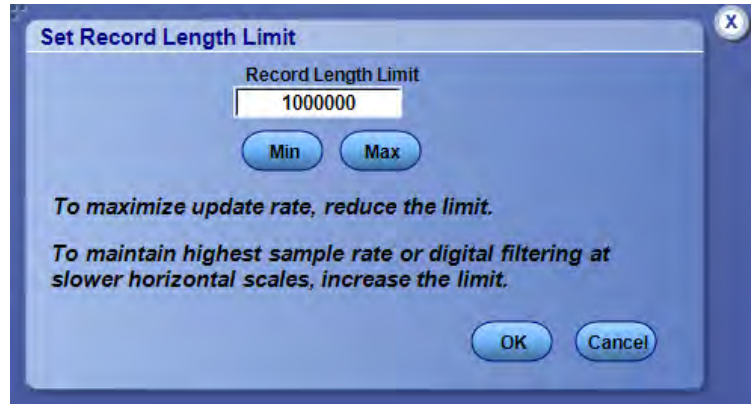 X
Set Record Length Limit
Record Length Limit
1000000
Min Max
To maximize update rate, reduce the limit.
To maintain highest sample rate or digital filtering at
slower horizontal scales, increase the limit.
OK Cancel